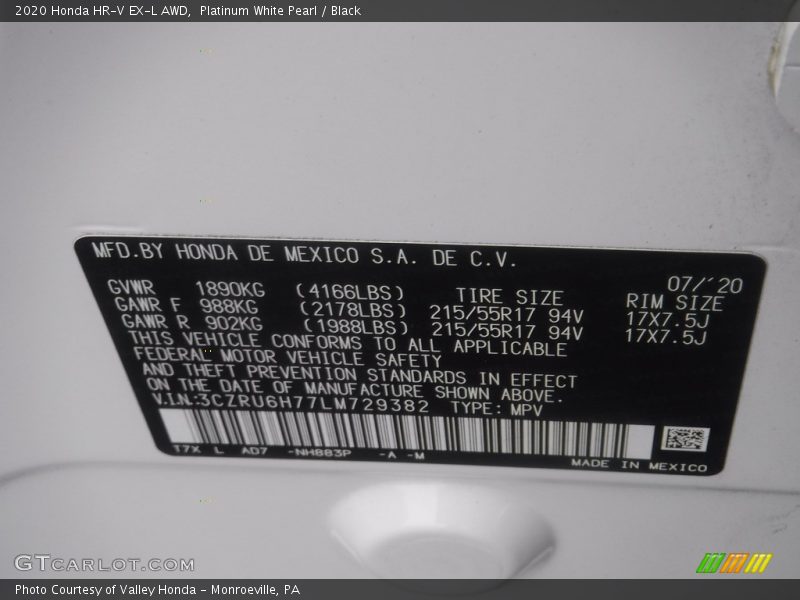 2020 Honda HR-V EX-L AWD, Platinum White Pearl / Black
MFD.BY HONDA DE MEXICO S.A. DE C.V.
07/´20
GVWR 1890KG (4166LBS) TIRE SIZE RIM SIZE
GAWR F 988KG (2178LBS) 215/55R17 94V 17X7.5J
GAWR R 902KG (1988LBS) 215/55R17 94V 17X7.5J
THIS VEHICLE CONFORMS TO ALL APPLICABLE
FEDERAL MOTOR VEHICLE SAFETY
AND THEFT PREVENTION STANDARDS IN EFFECT
ON THE DATE OF MANUFACTURE SHOWN ABOVE.
V.I.N:3CZRU6H77LM729382 TYPE: MPV
T7X L AD7 -NH883P -A -M
MADE IN MEXICO
GTCARLOT.COM
Photo Courtesy of Valley Honda - Monroeville, PA